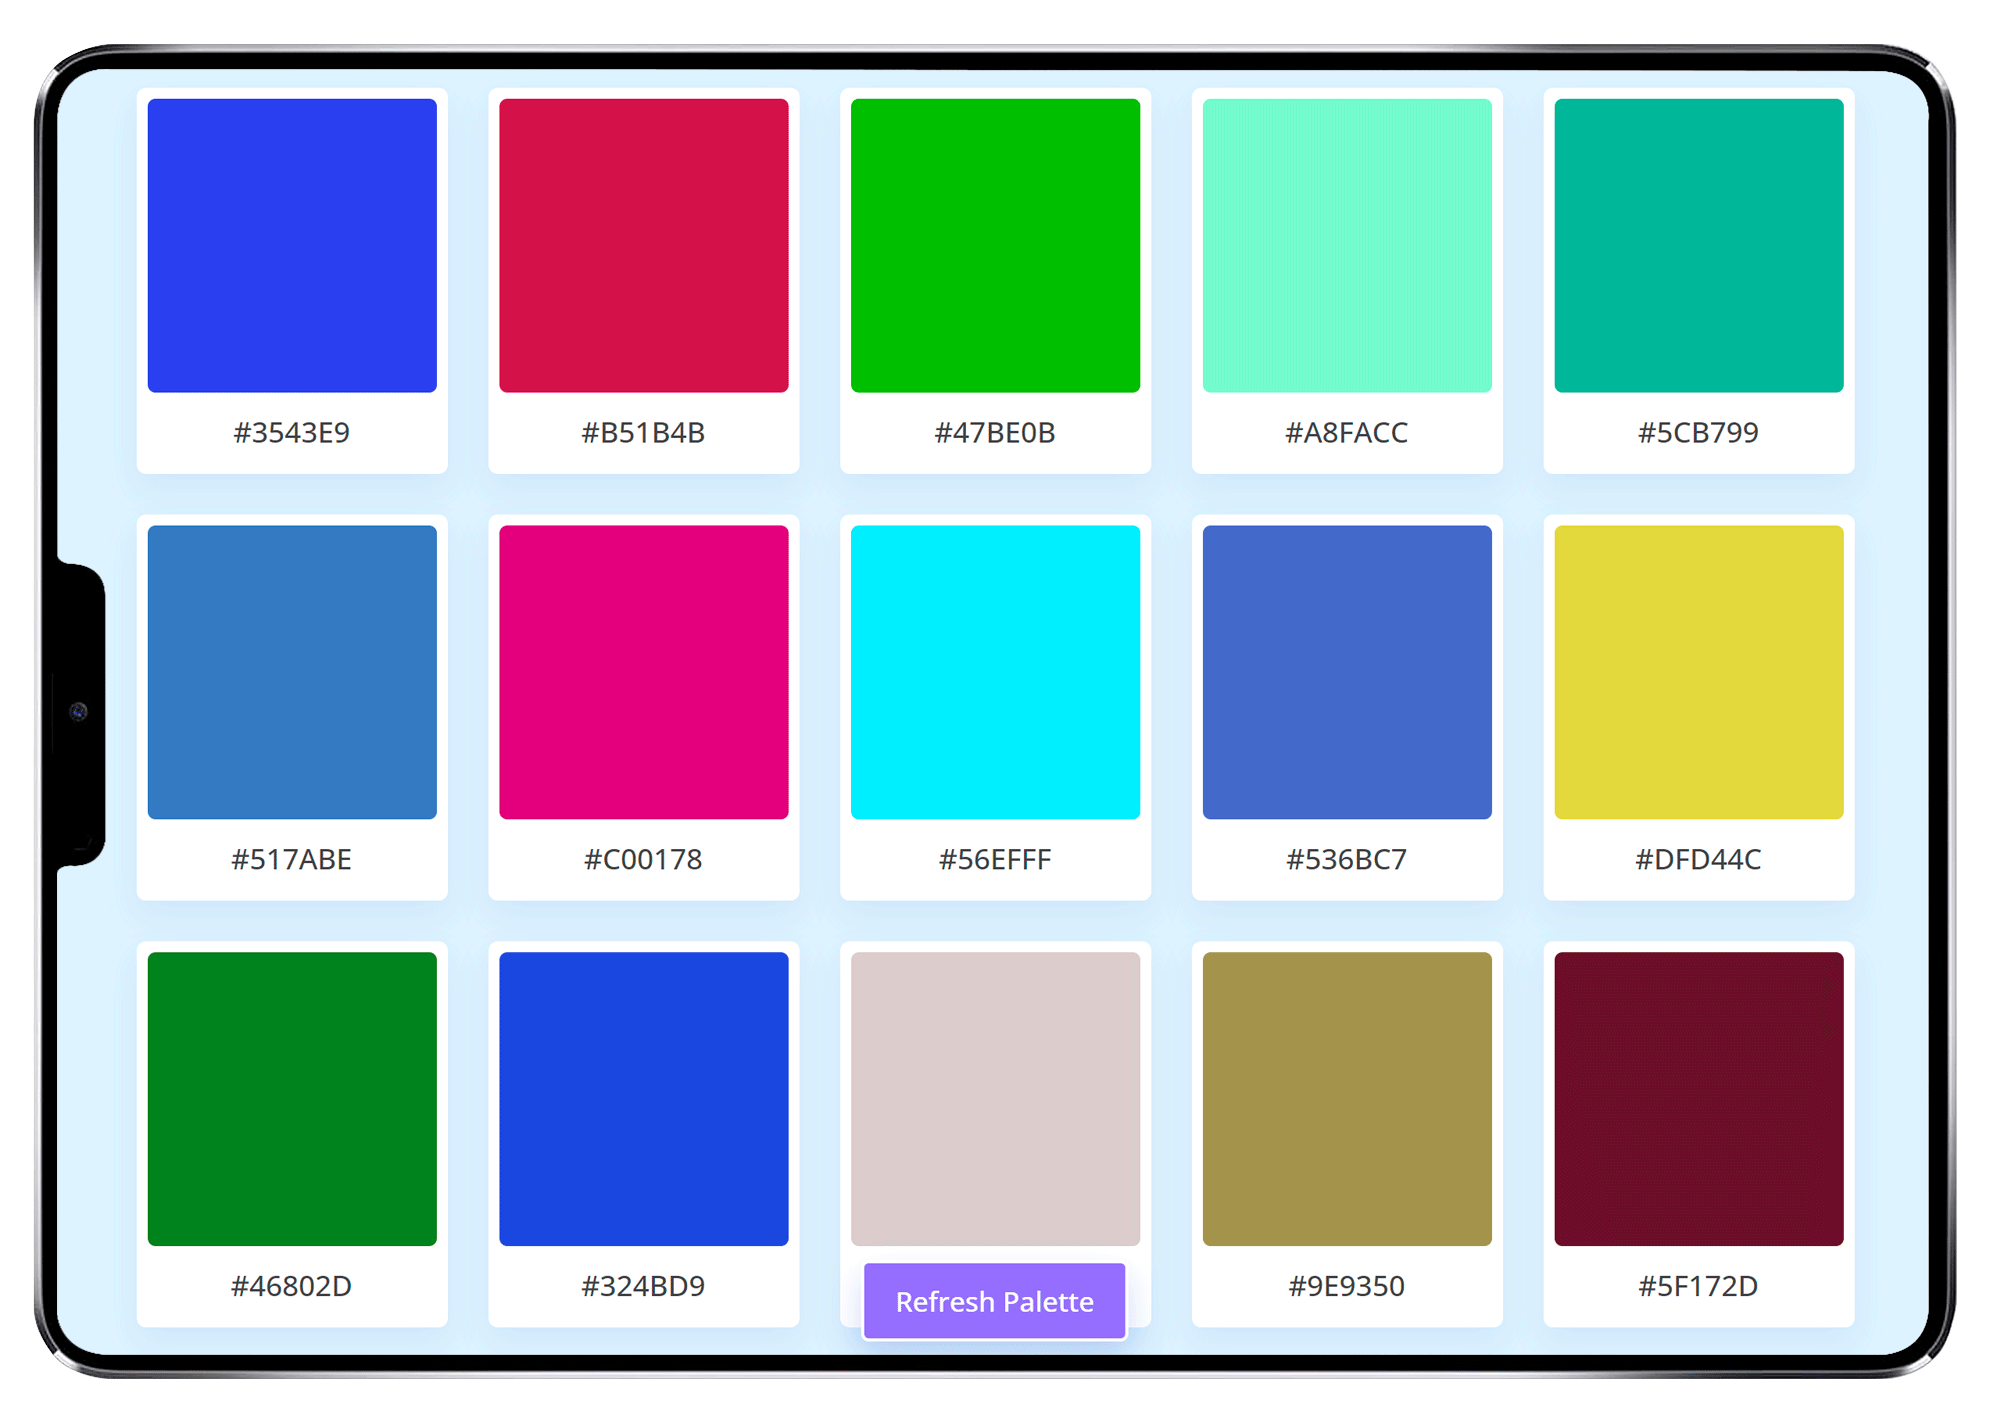 #3543E9
#B51B4B
#47BE0B
#A8FACC
#5CB799
#517ABE
#C00178
#56EFFF
#536BC7
#DFD44C
#46802D
#324BD9
Refresh Palette
#9E9350
#5F172D